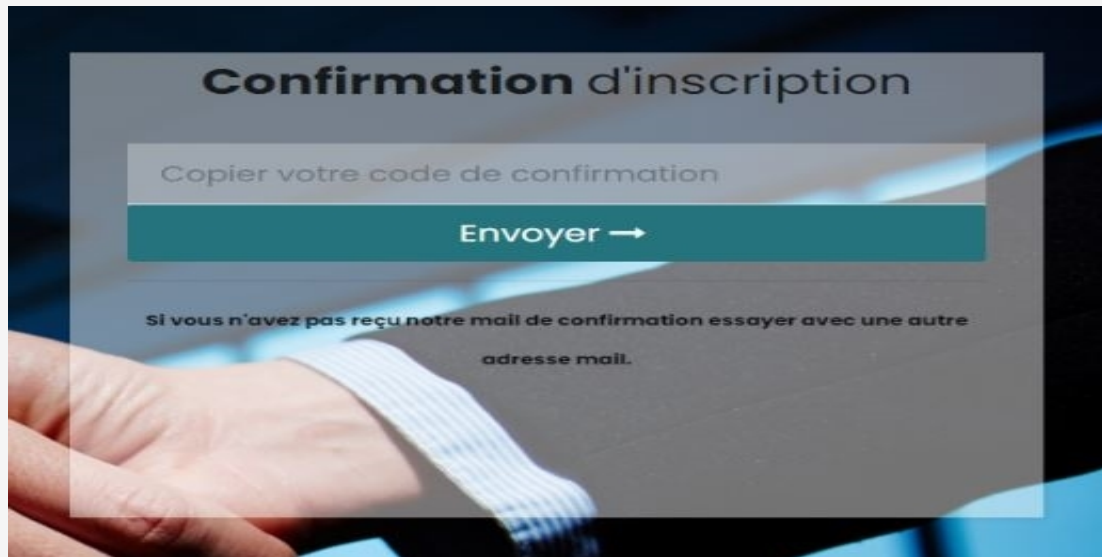 Confirmation d'inscription
Copier votre code de confirmation
Envoyer →
Si vous n'avez pas reçu notre mail de confirmation essayer avec une autre
adresse mail.